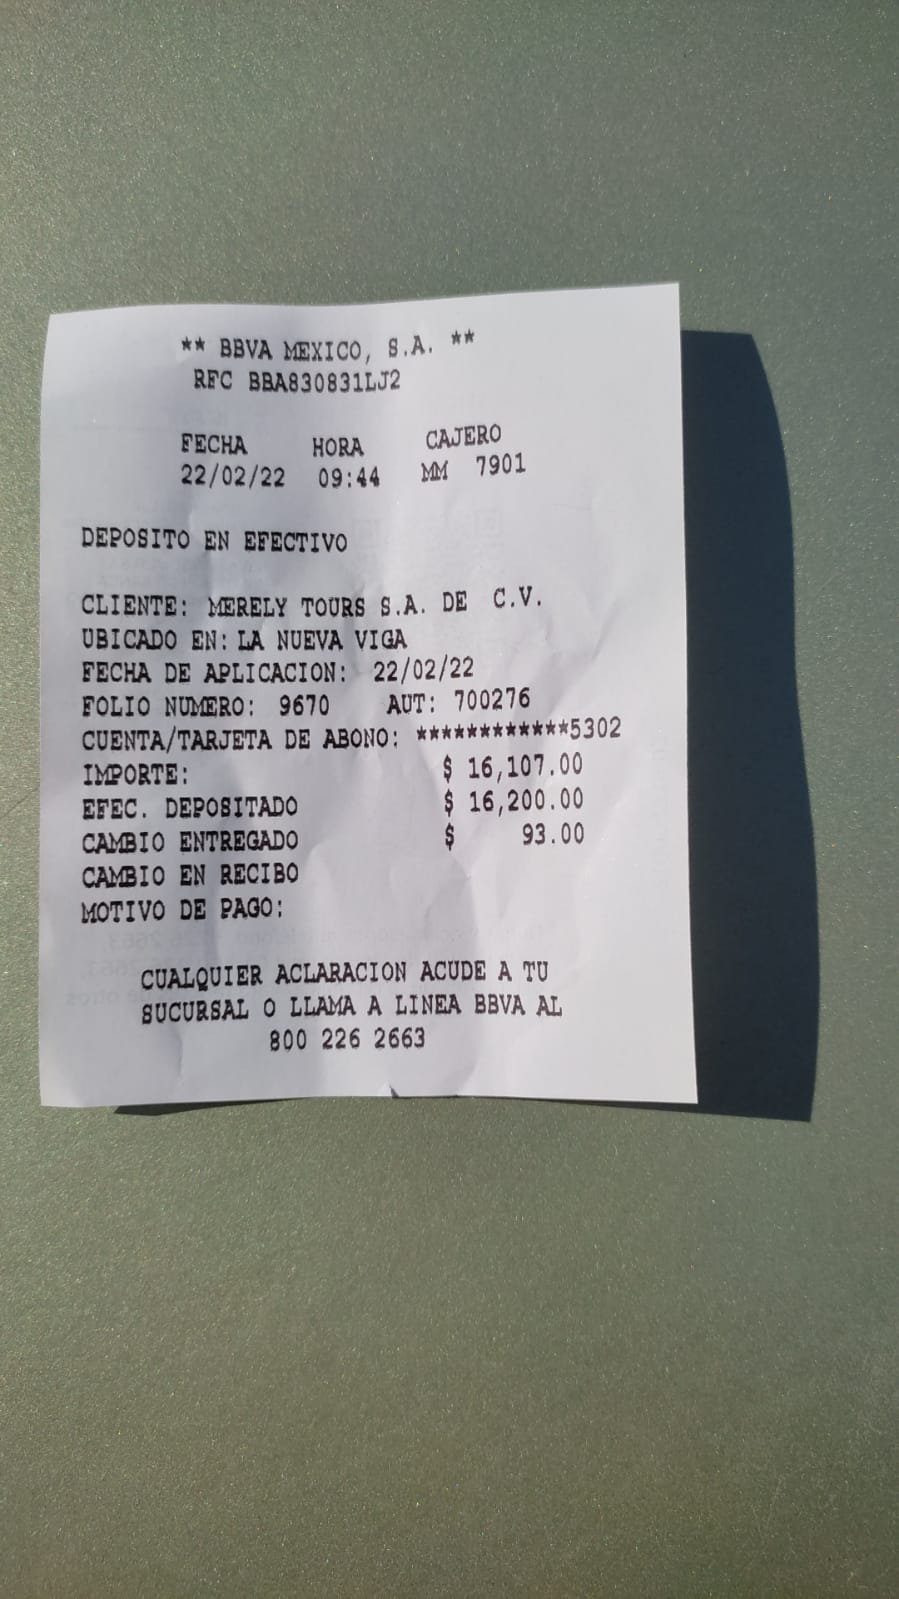 ** BBVA MEXICO, S.A. **
RFC BBA830831LJ2
FECHA HORA CAJERO
22/02/22 09:44 MM 7901
DEPOSITO EN EFECTIVO
CLIENTE: MERELY TOURS S.A. DE C.V.
UBICADO EN: LA NUEVA VIGA
FECHA DE APLICACION: 22/02/22
FOLIO NUMERO: 9670 AUT: 700276
CUENTA/TARJETA DE ABONO: ************5302
IMPORTE: $ 16,107.00
EFEC. DEPOSITADO $ 16,200.00
CAMBIO ENTREGADO $ 93.00
CAMBIO EN RECIBO
MOTIVO DE PAGO:
CUALQUIER ACLARACION ACUDE A TU
SUCURSAL O LLAMA A LINEA BBVA AL
800 226 2663